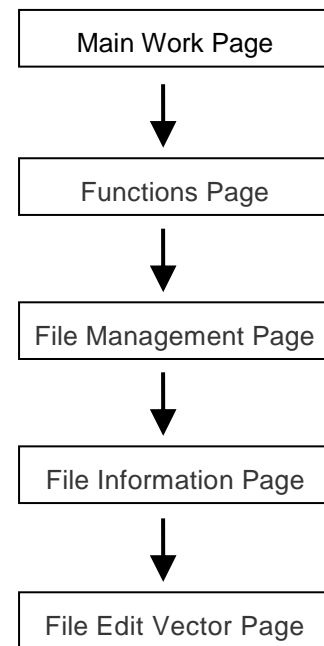 Main Work Page
Functions Page
File Management Page
File Information Page
File Edit Vector Page